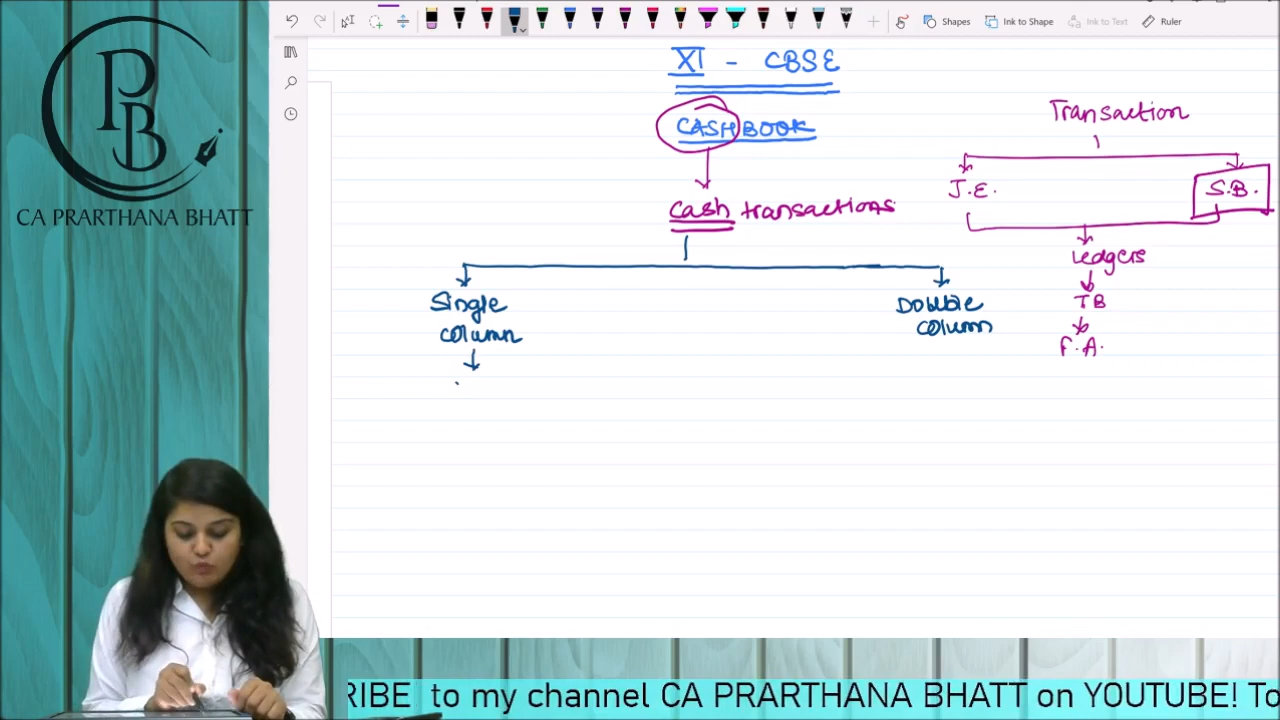 PB
CA PRARTHANA BHATT
Shapes
Ink to Shape
Ink to Text
Ruler
XI - CBSE
CASH BOOK
Cash transactions
Single
column
Double
column
Transaction
J.E.
S.B.
Ledgers
TB
F.A.
RIBE to my channel CA PRARTHANA BHATT on YOUTUBE! To